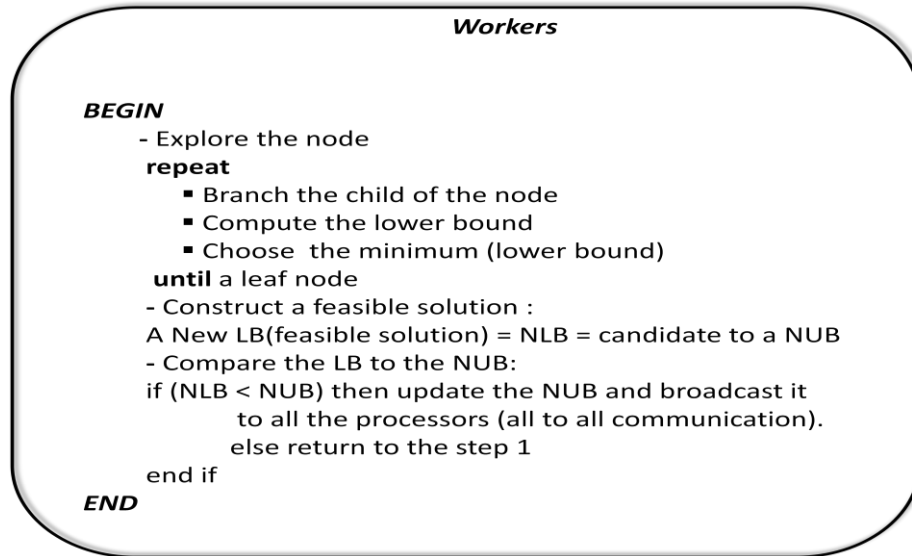 Workers
BEGIN
- Explore the node
repeat
▪ Branch the child of the node
▪ Compute the lower bound
▪ Choose the minimum (lower bound)
until a leaf node
- Construct a feasible solution :
A New LB(feasible solution) = NLB = candidate to a NUB
- Compare the LB to the NUB:
if (NLB < NUB) then update the NUB and broadcast it
to all the processors (all to all communication).
else return to the step 1
end if
END